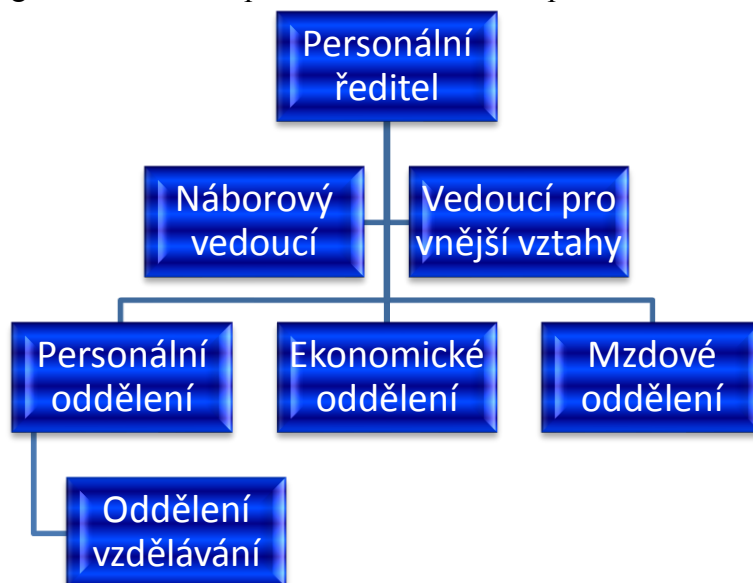 Personální
ředitel
Náborový
vedoucí
Vedoucí pro
vnější vztahy
Personální
oddělení
Ekonomické
oddělení
Mzdové
oddělení
Oddělení
vzdělávání